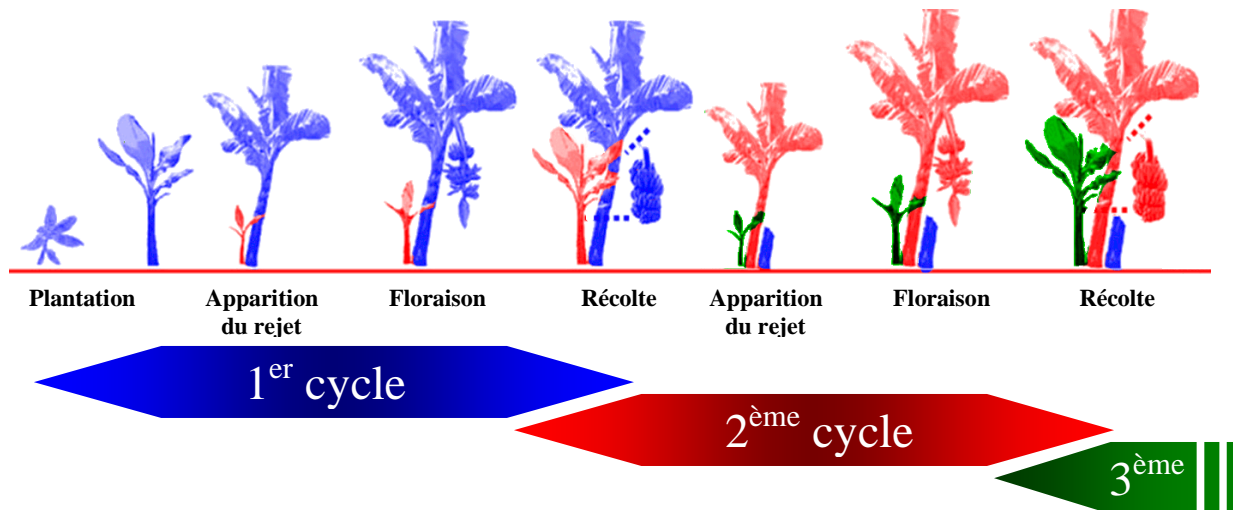 Plantation
Apparition
du rejet
Floraison
Récolte
Apparition
du rejet
Floraison
Récolte
1er cycle
2ème cycle
3ème